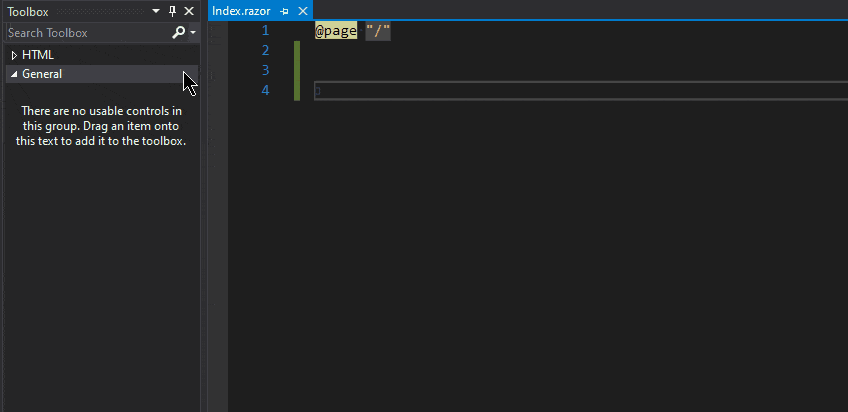 Toolbox
Search Toolbox
HTML
General
There are no usable controls in
this group. Drag an item onto
this text to add it to the toolbox.
Index.razor
1 @page "/"
2
3
4